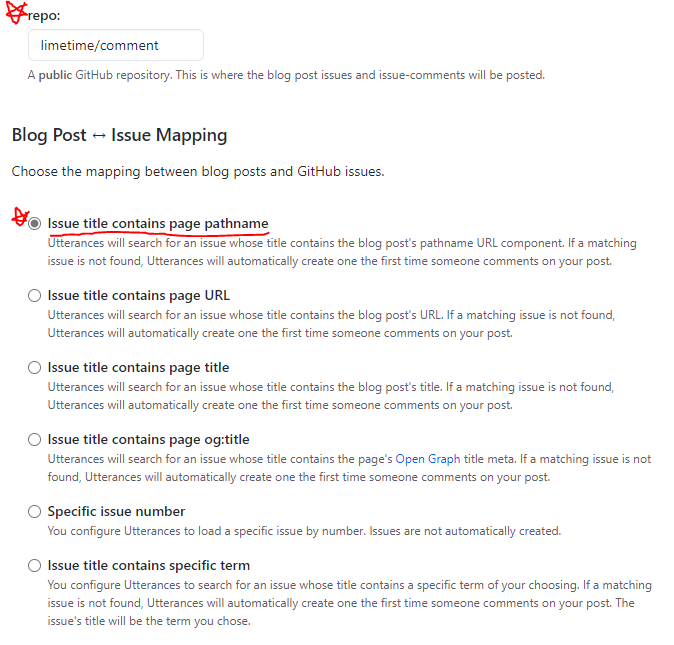 repo:
limetime/comment
A public GitHub repository. This is where the blog post issues and issue-comments will be posted.
Blog Post ↔ Issue Mapping
Choose the mapping between blog posts and GitHub issues.
Issue title contains page pathname
Utterances will search for an issue whose title contains the blog post's pathname URL component. If a matching
issue is not found, Utterances will automatically create one the first time someone comments on your post.
Issue title contains page URL
Utterances will search for an issue whose title contains the blog post's URL. If a matching issue is not found,
Utterances will automatically create one the first time someone comments on your post.
Issue title contains page title
Utterances will search for an issue whose title contains the blog post's title. If a matching issue is not found,
Utterances will automatically create one the first time someone comments on your post.
Issue title contains page og:title
Utterances will search for an issue whose title contains the page's Open Graph title meta. If a matching issue is not
found, Utterances will automatically create one the first time someone comments on your post.
Specific issue number
You configure Utterances to load a specific issue by number. Issues are not automatically created.
Issue title contains specific term
You configure Utterances to search for an issue whose title contains a specific term of your choosing. If a matching
issue is not found, Utterances will automatically create one the first time someone comments on your post. The
issue's title will be the term you chose.